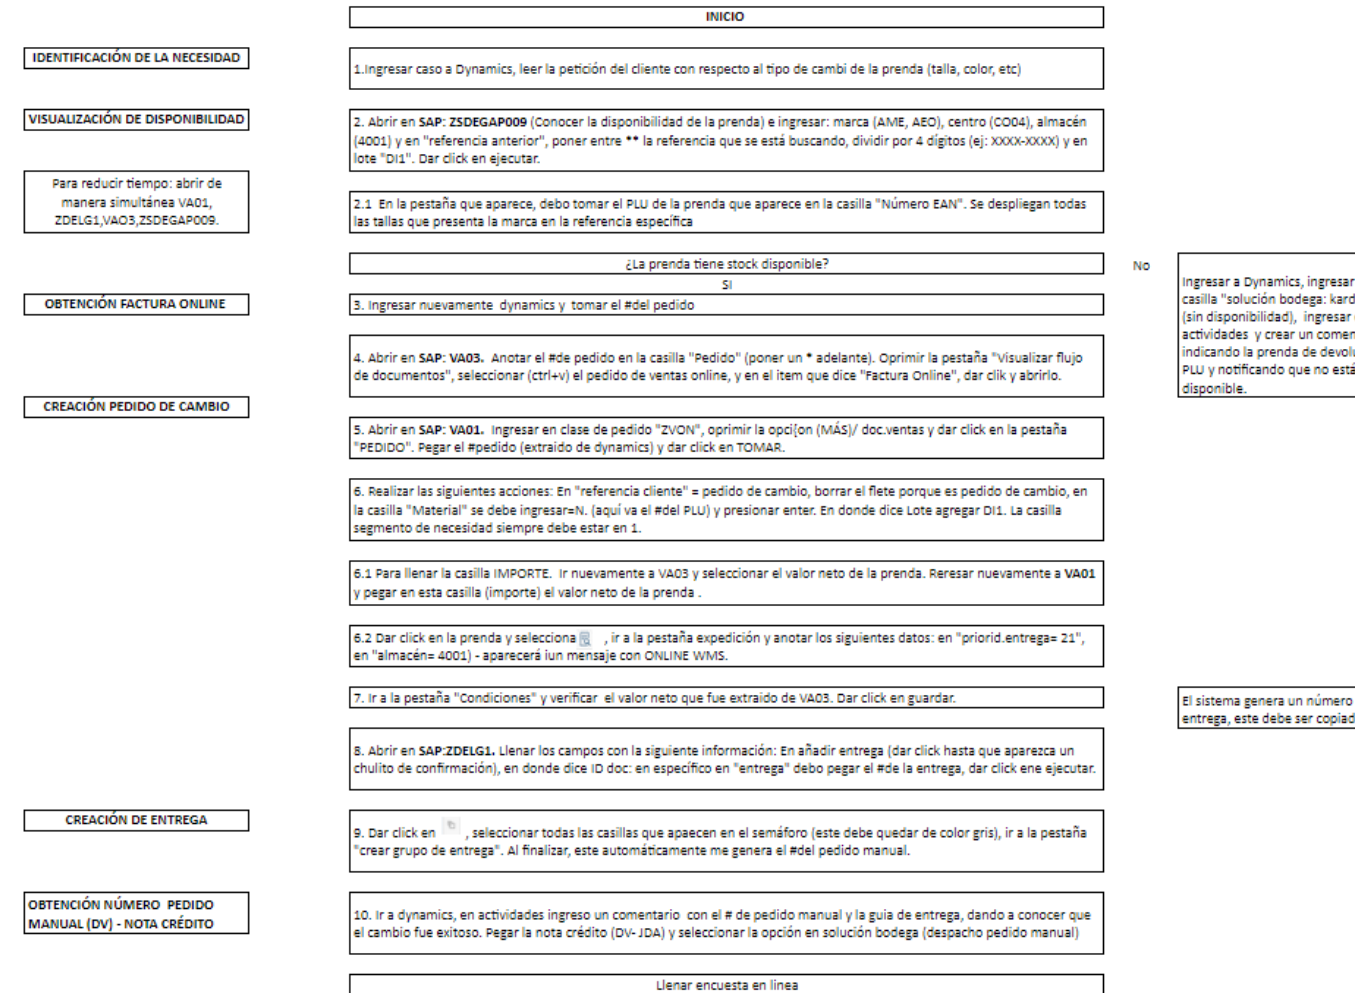 INICIO
IDENTIFICACIÓN DE LA NECESIDAD
1.Ingresar caso a Dynamics, leer la petición del cliente con respecto al tipo de cambi de la prenda (talla, color, etc)
VISUALIZACIÓN DE DISPONIBILIDAD
2. Abrir en SAP: ZSDEGAP009 (Conocer la disponibilidad de la prenda) e ingresar: marca (AME, AEO), centro (CO04), almacén
(4001) y en "referencia anterior", poner entre ** la referencia que se está buscando, dividir por 4 dígitos (ej: XXXX-XXXX) y en
lote "DI1". Dar click en ejecutar.
Para reducir tiempo: abrir de
manera simultánea VA01,
ZDELG1,VAO3,ZSDEGAP009.
2.1 En la pestaña que aparece, debo tomar el PLU de la prenda que aparece en la casilla "Número EAN". Se despliegan todas
las tallas que presenta la marca en la referencia específica
¿La prenda tiene stock disponible?
No
SI
Ingresar a Dynamics, ingresar
casilla "solución bodega: kard
(sin disponibilidad), ingresar
actividades y crear un comen
indicando la prenda de devolu
PLU y notificando que no está
disponible.
OBTENCIÓN FACTURA ONLINE
3. Ingresar nuevamente dynamics y tomar el #del pedido
4. Abrir en SAP: VA03. Anotar el #de pedido en la casilla "Pedido" (poner un * adelante). Oprimir la pestaña "Visualizar flujo
de documentos", seleccionar (ctrl+v) el pedido de ventas online, y en el item que dice "Factura Online", dar clik y abrirlo.
CREACIÓN PEDIDO DE CAMBIO
5. Abrir en SAP: VA01. Ingresar en clase de pedido "ZVON", oprimir la opci{on (MÁS)/ doc.ventas y dar click en la pestaña
"PEDIDO". Pegar el #pedido (extraido de dynamics) y dar click en TOMAR.
6. Realizar las siguientes acciones: En "referencia cliente" = pedido de cambio, borrar el flete porque es pedido de cambio, en
la casilla "Material" se debe ingresar=N. (aquí va el #del PLU) y presionar enter. En donde dice Lote agregar DI1. La casilla
segmento de necesidad siempre debe estar en 1.
6.1 Para llenar la casilla IMPORTE. Ir nuevamente a VA03 y seleccionar el valor neto de la prenda. Reresar nuevamente a VA01
y pegar en esta casilla (importe) el valor neto de la prenda .
6.2 Dar click en la prenda y selecciona , ir a la pestaña expedición y anotar los siguientes datos: en "priorid.entrega= 21",
en "almacén= 4001) - aparecerá iun mensaje con ONLINE WMS.
7. Ir a la pestaña "Condiciones" y verificar el valor neto que fue extraido de VA03. Dar click en guardar.
El sistema genera un número
entrega, este debe ser copiad
8. Abrir en SAP:ZDELG1. Llenar los campos con la siguiente información: En añadir entrega (dar click hasta que aparezca un
chulito de confirmación), en donde dice ID doc: en específico en "entrega" debo pegar el #de la entrega, dar click ene ejecutar.
CREACIÓN DE ENTREGA
9. Dar click en , seleccionar todas las casillas que apaecen en el semáforo (este debe quedar de color gris), ir a la pestaña
"crear grupo de entrega". Al finalizar, este automáticamente me genera el #del pedido manual.
OBTENCIÓN NÚMERO PEDIDO
MANUAL (DV) - NOTA CRÉDITO
10. Ir a dynamics, en actividades ingreso un comentario con el # de pedido manual y la guia de entrega, dando a conocer que
el cambio fue exitoso. Pegar la nota crédito (DV- JDA) y seleccionar la opción en solución bodega (despacho pedido manual)
Llenar encuesta en linea